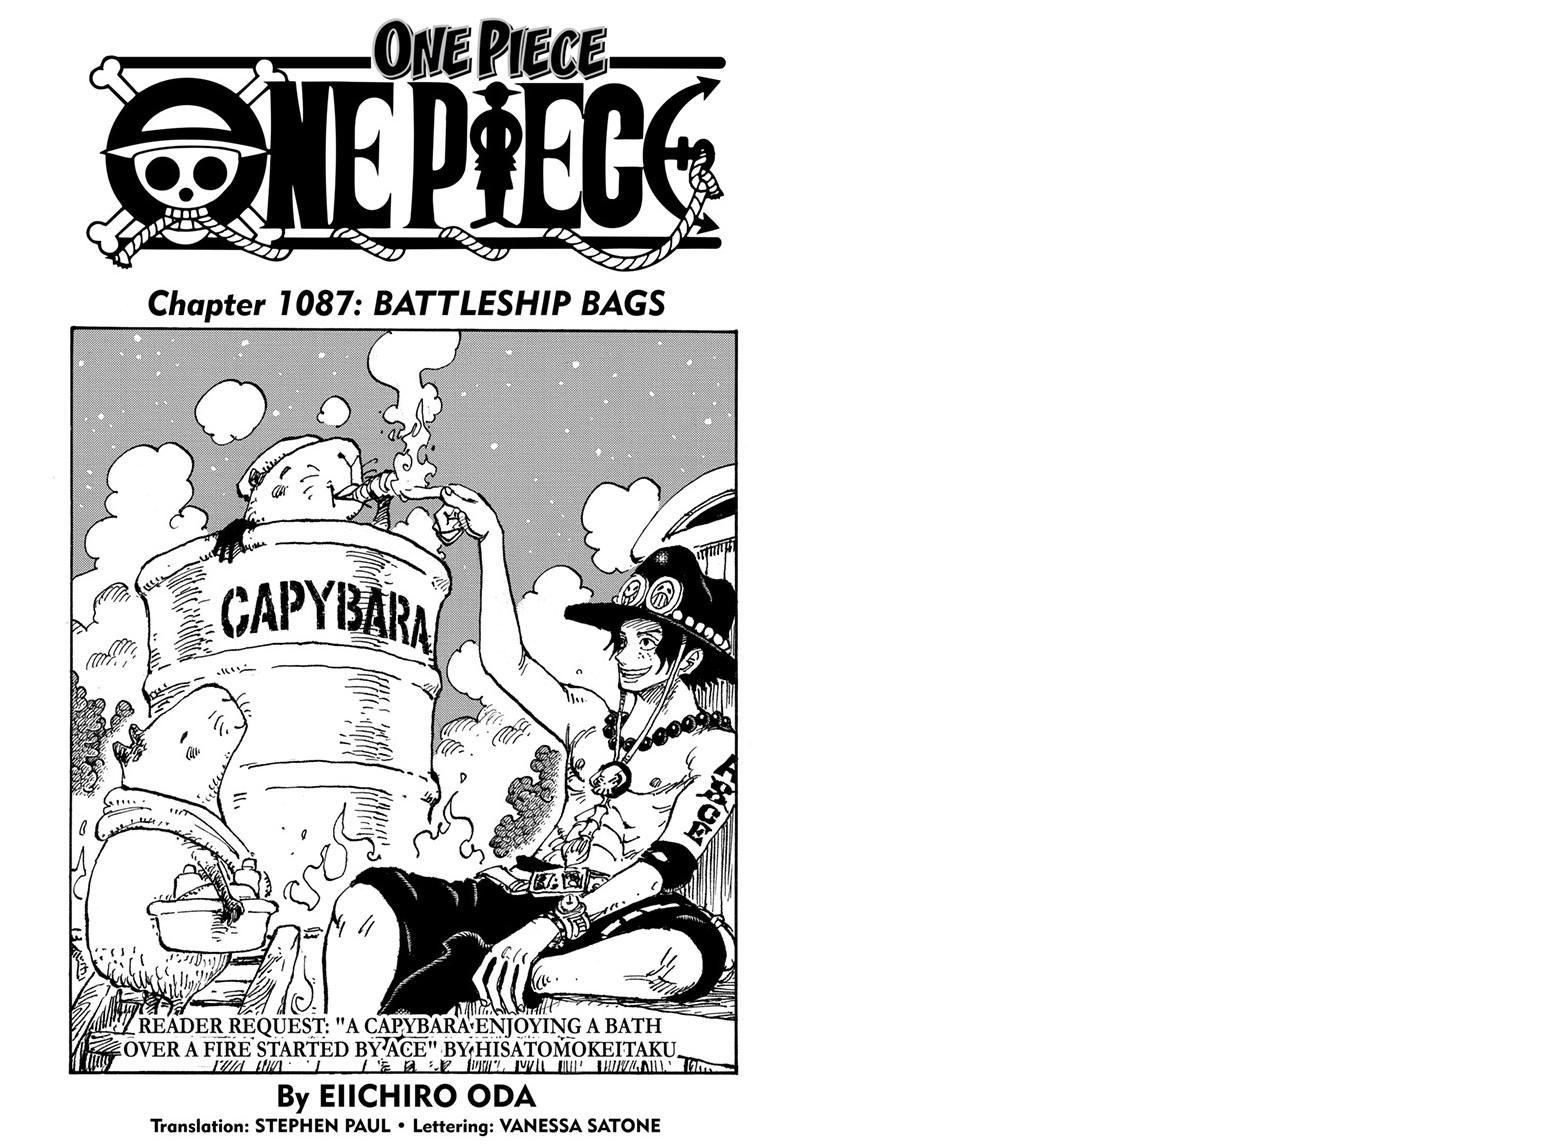 ONE PIECE
ONE PIECE
Chapter 1087: BATTLESHIP BAGS
CAPYBARA
ASCE
READER REQUEST: "A CAPYBARA ENJOYING A BATH
OVER A FIRE STARTED BY ACE" BY HISATOMOKEITAKU
By EIICHIRO ODA
Translation: STEPHEN PAUL • Lettering: VANESSA SATONE